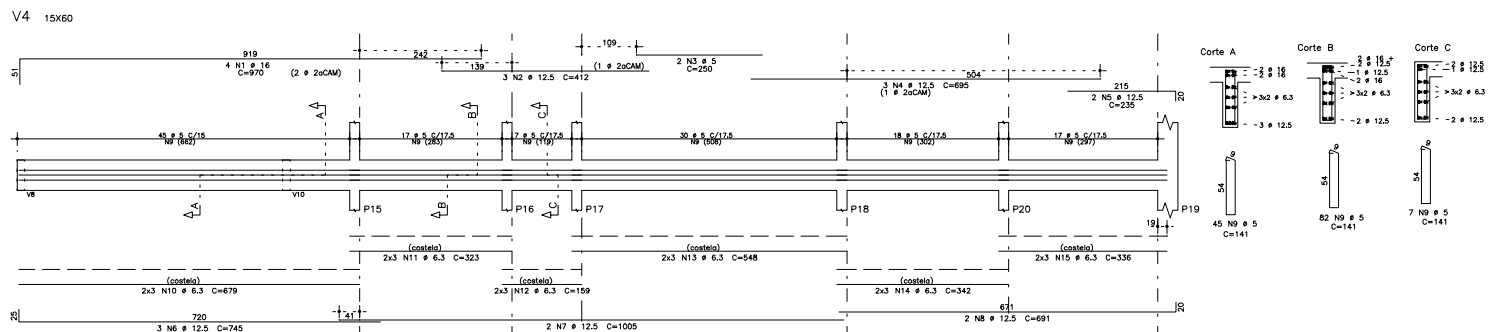 V4 15X60
919
242
4 N1 ø 16
C=970
(2 ø 2aCAM)
51
139
3 N2 ø 12.5 C=412
109
(1 ø 2aCAM)
2 N3 ø 5
C=250
504
3 N4 ø 12.5 C=695
(1 ø 2aCAM)
215
2 N5 ø 12.5
C=235
20
A
B
C
45 ø 5 C/15
N9 (662)
17 ø 5 C/17.5
N9 (283)
7 ø 5 C/17.5
N9 (119)
30 ø 5 C/17.5
N9 (508)
18 ø 5 C/17.5
N9 (302)
17 ø 5 C/17.5
N9 (297)
V8
V10
A
B
C
P15
P16
P17
P18
P20
P19
19
(costela)
2x3 N11 ø 6.3 C=323
(costela)
2x3 N13 ø 6.3 C=548
(costela)
2x3 N15 ø 6.3 C=336
(costela)
2x3 N10 ø 6.3 C=679
(costela)
2x3 N12 ø 6.3 C=159
(costela)
2x3 N14 ø 6.3 C=342
25
720
3 N6 ø 12.5 C=745
41
2 N7 ø 12.5 C=1005
671
2 N8 ø 12.5 C=691
20
Corte A
2 ø 16
2 ø 16
3x2 ø 6.3
3 ø 12.5
9
54
45 N9 ø 5
C=141
Corte B
2 ø 16 +
2 ø 12.5
1 ø 12.5
2 ø 16
3x2 ø 6.3
2 ø 12.5
9
54
82 N9 ø 5
C=141
Corte C
2 ø 12.5
1 ø 12.5
3x2 ø 6.3
2 ø 12.5
9
54
7 N9 ø 5
C=141